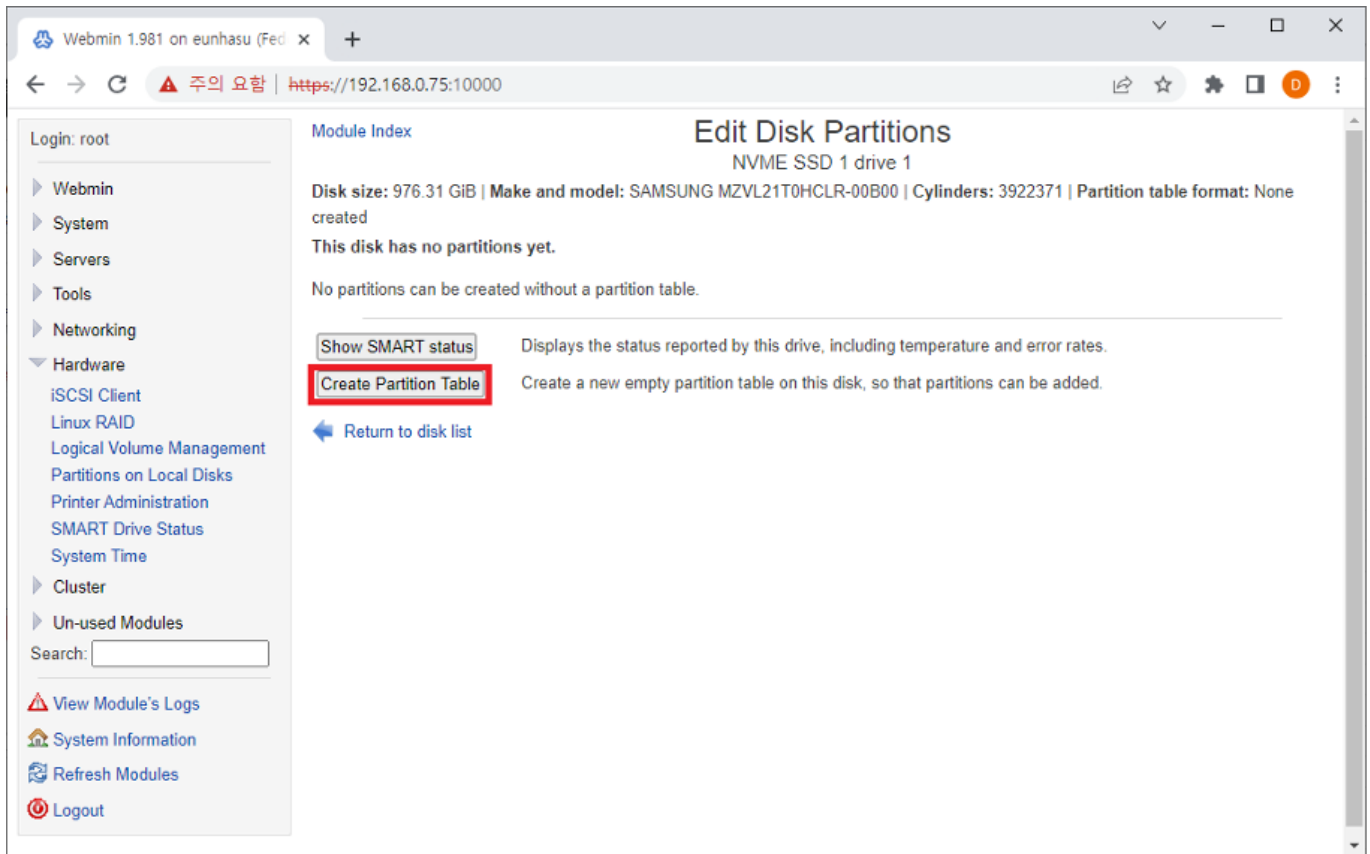 Webmin 1.981 on eunhasu (Fed
주의 요함 | https://192.168.0.75:10000
D
Login: root
Webmin
System
Servers
Tools
Networking
Hardware
iSCSI Client
Linux RAID
Logical Volume Management
Partitions on Local Disks
Printer Administration
SMART Drive Status
System Time
Cluster
Un-used Modules
Search:
View Module's Logs
System Information
Refresh Modules
Logout
Module Index
Edit Disk Partitions
NVME SSD 1 drive 1
Disk size: 976.31 GiB | Make and model: SAMSUNG MZVL21T0HCLR-00B00 | Cylinders: 3922371 | Partition table format: None
created
This disk has no partitions yet.
No partitions can be created without a partition table.
Show SMART status Displays the status reported by this drive, including temperature and error rates.
Create Partition Table Create a new empty partition table on this disk, so that partitions can be added.
Return to disk list